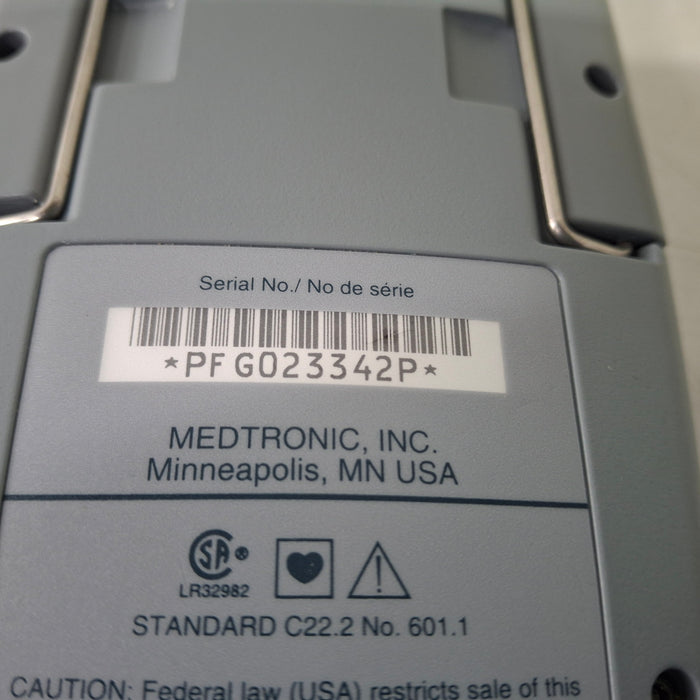 Serial No./ No de série
*PFG023342P*
MEDTRONIC, INC.
Minneapolis, MN USA
SA ®
LR32982
STANDARD C22.2 No. 601.1
CAUTION: Federal law (USA) restricts sale of this